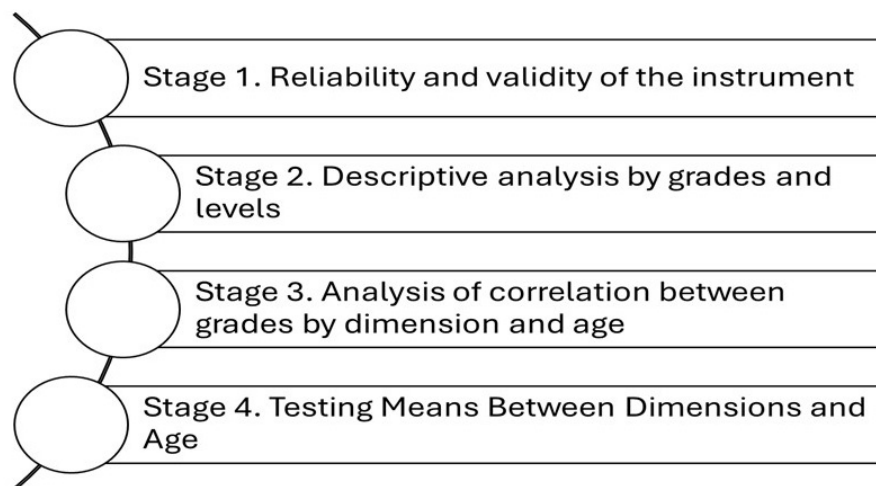 Stage 1. Reliability and validity of the instrument
Stage 2. Descriptive analysis by grades and
levels
Stage 3. Analysis of correlation between
grades by dimension and age
Stage 4. Testing Means Between Dimensions and
Age